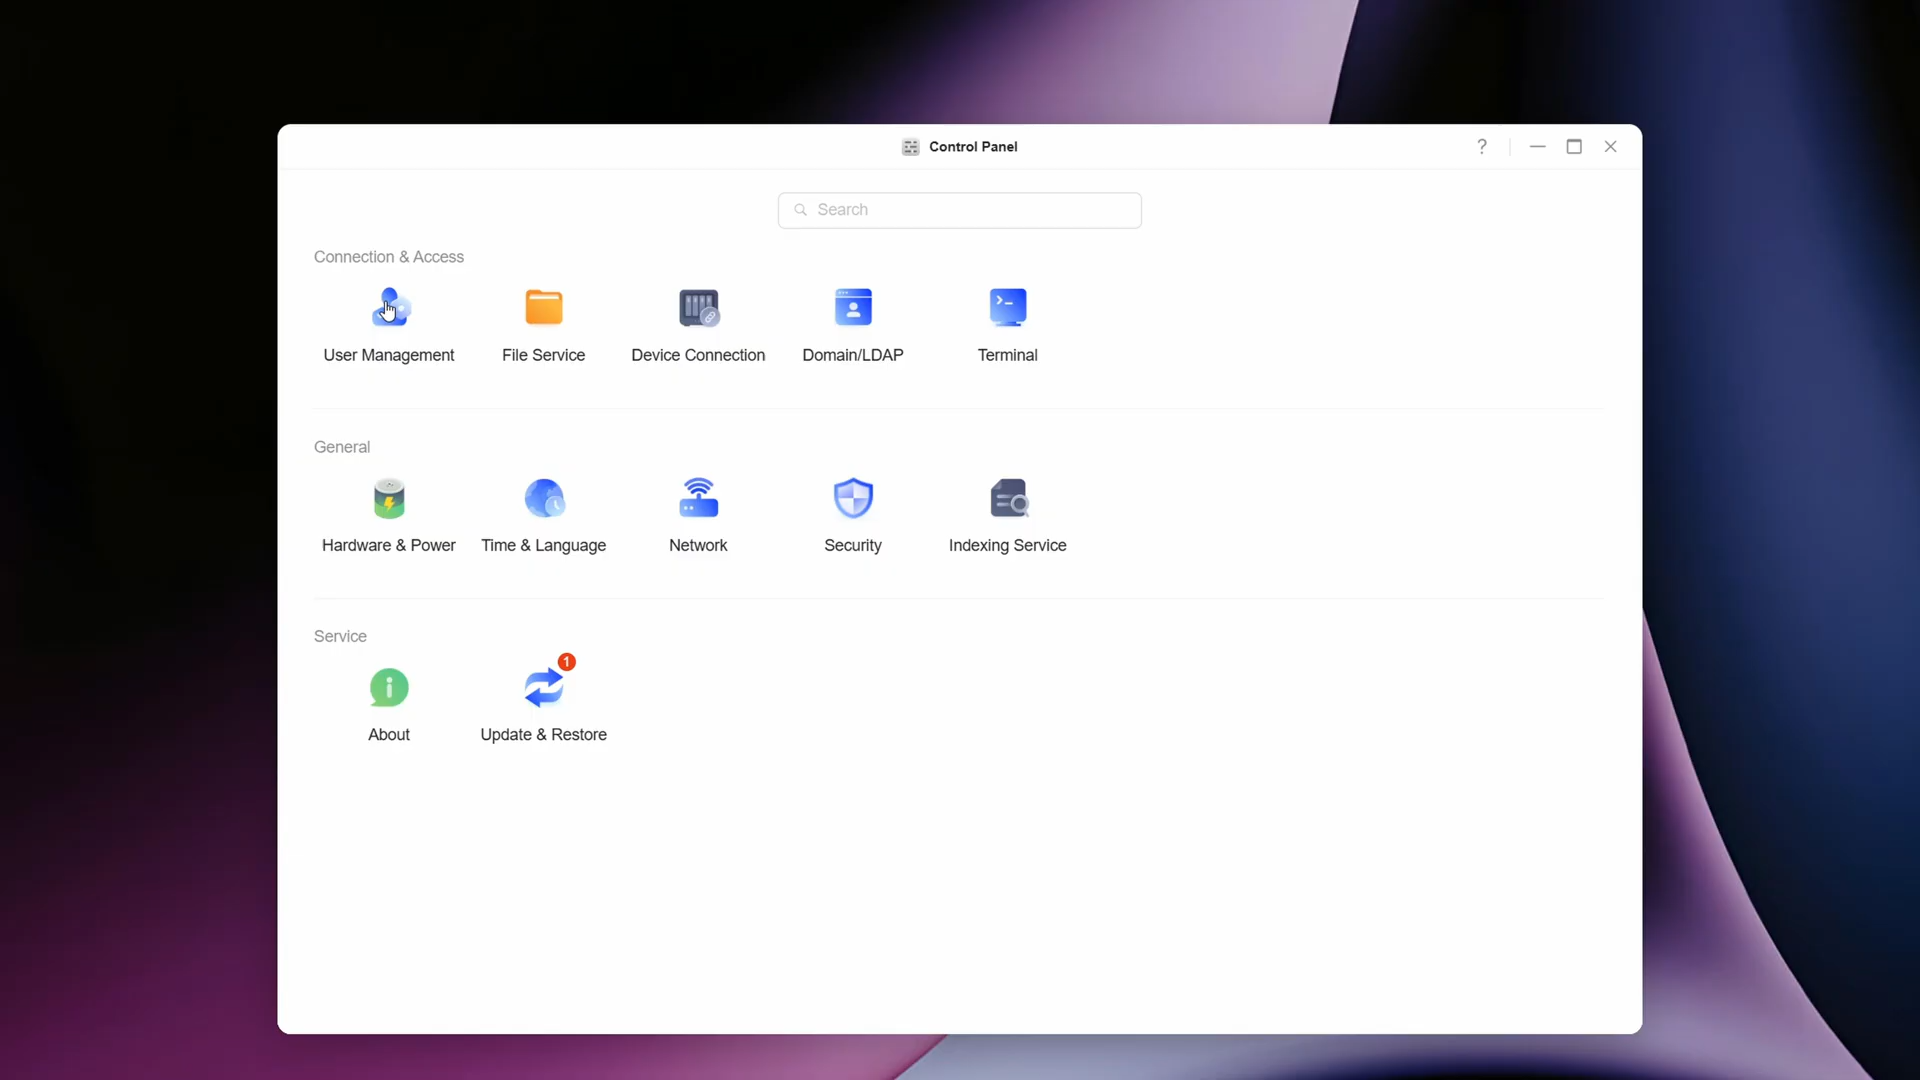 Control Panel
?
Search
Connection & Access
User Management
File Service
Device Connection
Domain/LDAP
Terminal
General
Hardware & Power
Time & Language
Network
Security
Indexing Service
Service
1
About
Update & Restore